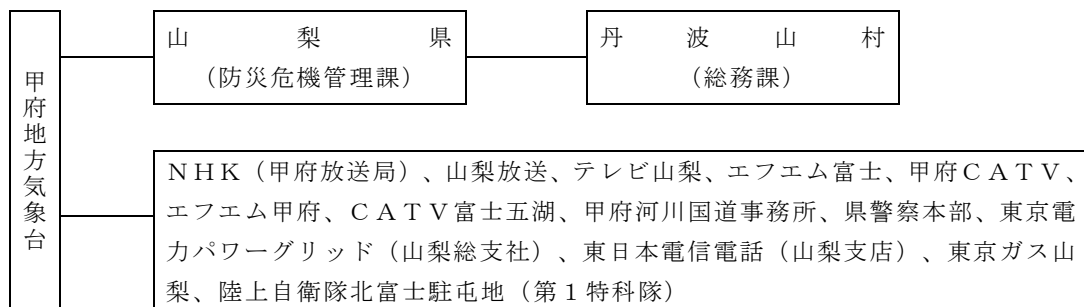 甲府地方気象台
山梨県
（防災危機管理課）
丹波山村
（総務課）
ＮＨＫ（甲府放送局）、山梨放送、テレビ山梨、エフエム富士、甲府ＣＡＴＶ、
エフエム甲府、ＣＡＴＶ富士五湖、甲府河川国道事務所、県警察本部、東京電
力パワーグリッド（山梨総支社）、東日本電信電話（山梨支店）、東京ガス山
梨、陸上自衛隊北富士駐屯地（第１特科隊）